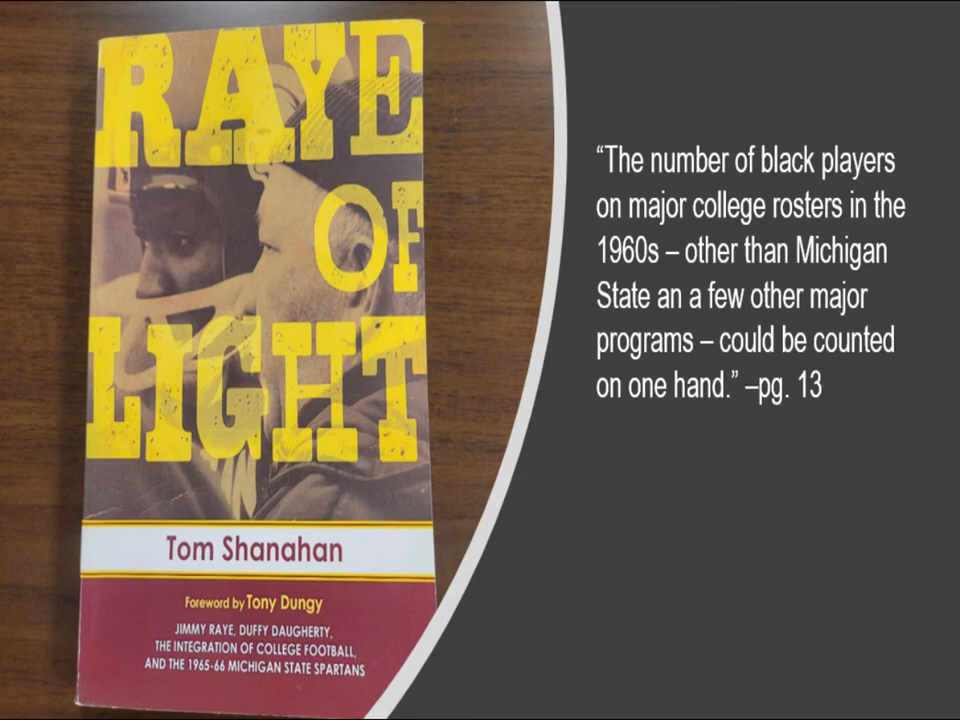 RAYE
OF
LIGHT
Tom Shanahan
Foreword by Tony Dungy
JIMMY RAYE, DUFFY DAUGHERTY,
THE INTEGRATION OF COLLEGE FOOTBALL,
AND THE 1965-66 MICHIGAN STATE SPARTANS
“The number of black players
on major college rosters in the
1960s – other than Michigan
State an a few other major
programs – could be counted
on one hand.” –pg. 13